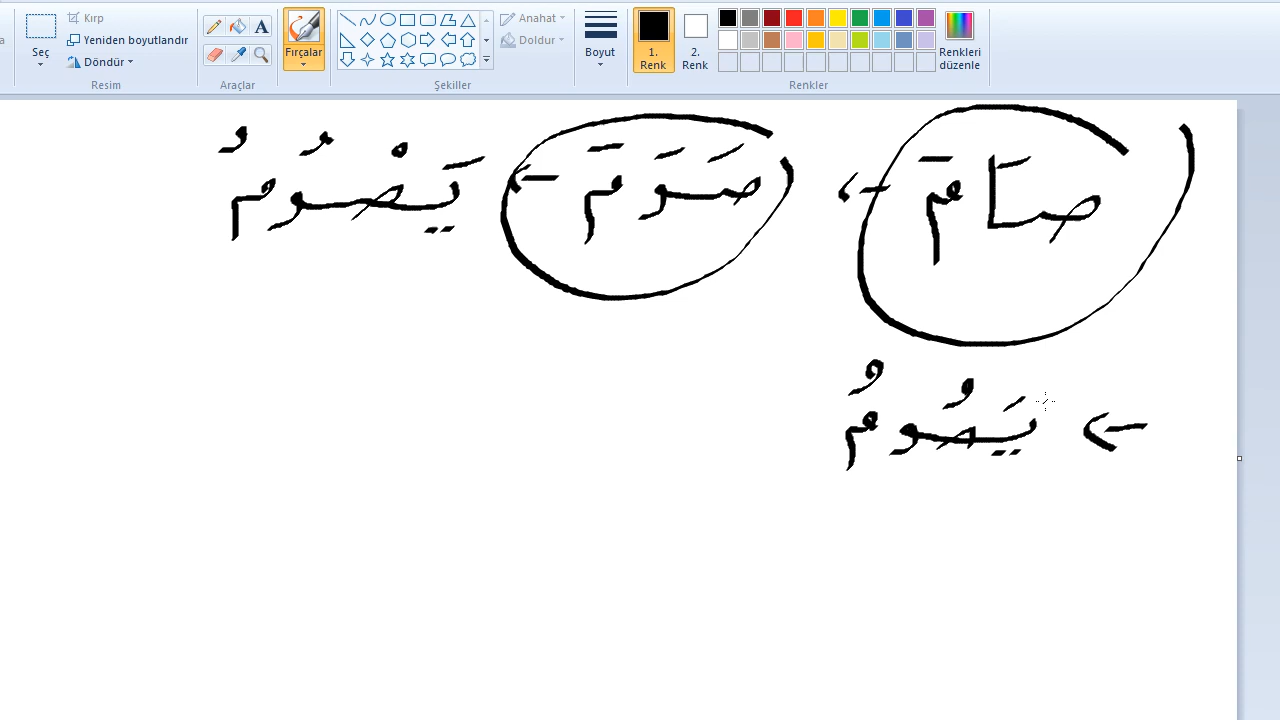 Kırp
Seç Yeniden boyutlandır
Döndür
Resim
A
Araçlar
Fırçalar
Şekiller
Anahat
Doldur
Boyut
1. Renk
2. Renk
Renkler
Renkleri düzenle
صَامَ ← صَوَمَ ← يَصْوُمُ
← يَصُومُ